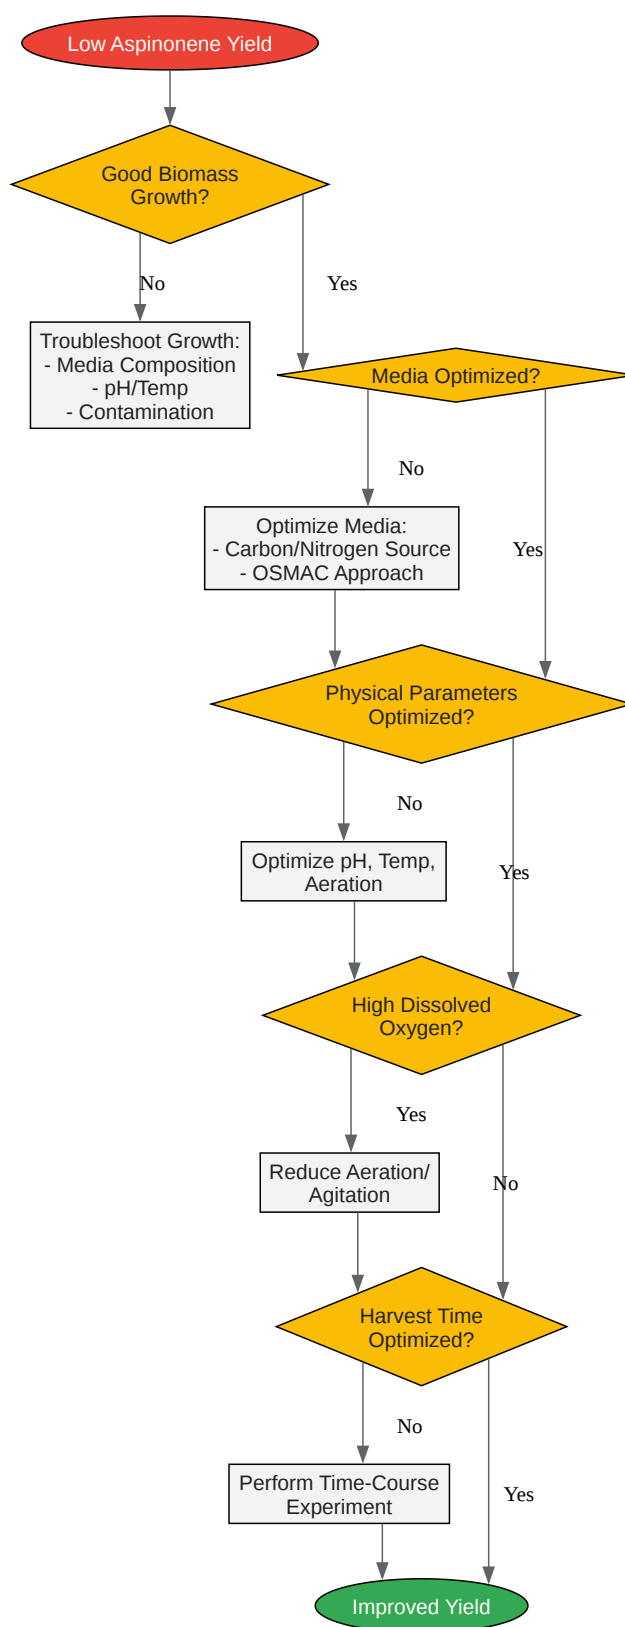 Low Aspinonene Yield
Good Biomass
Growth?
No
Yes
Troubleshoot Growth:
- Media Composition
- pH/Temp
- Contamination
Media Optimized?
No
Yes
Optimize Media:
- Carbon/Nitrogen Source
- OSMAC Approach
Physical Parameters
Optimized?
No
Yes
Optimize pH, Temp,
Aeration
High Dissolved
Oxygen?
Yes
No
Reduce Aeration/
Agitation
Harvest Time
Optimized?
No
Yes
Perform Time-Course
Experiment
Improved Yield